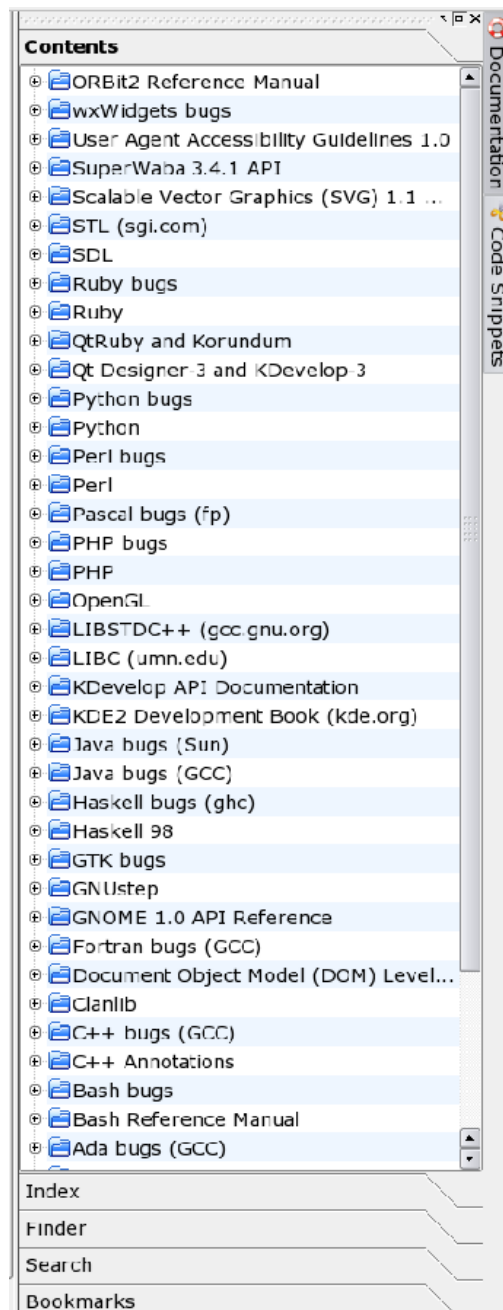 Contents
ORBit2 Reference Manual
wxWidgets bugs
User Agent Accessibility Guidelines 1.0
SuperWaba 3.4.1 API
Scalable Vector Graphics (SVG) 1.1 ...
STL (sgi.com)
SDL
Ruby bugs
Ruby
QtRuby and Korundum
Qt Designer-3 and KDevelop-3
Python bugs
Python
Perl bugs
Perl
Pascal bugs (fp)
PHP bugs
PHP
OpenGL
LIBSTDC++ (gcc.gnu.org)
LIBC (umn.edu)
KDevelop API Documentation
KDE2 Development Book (kde.org)
Java bugs (Sun)
Java bugs (GCC)
Haskell bugs (ghc)
Haskell 98
GTK bugs
GNUstep
GNOME 1.0 API Reference
Fortran bugs (GCC)
Document Object Model (DOM) Level...
Clanlib
C++ bugs (GCC)
C++ Annotations
Bash bugs
Bash Reference Manual
Ada bugs (GCC)
Index
Finder
Search
Bookmarks
Documentation
Code Snippets